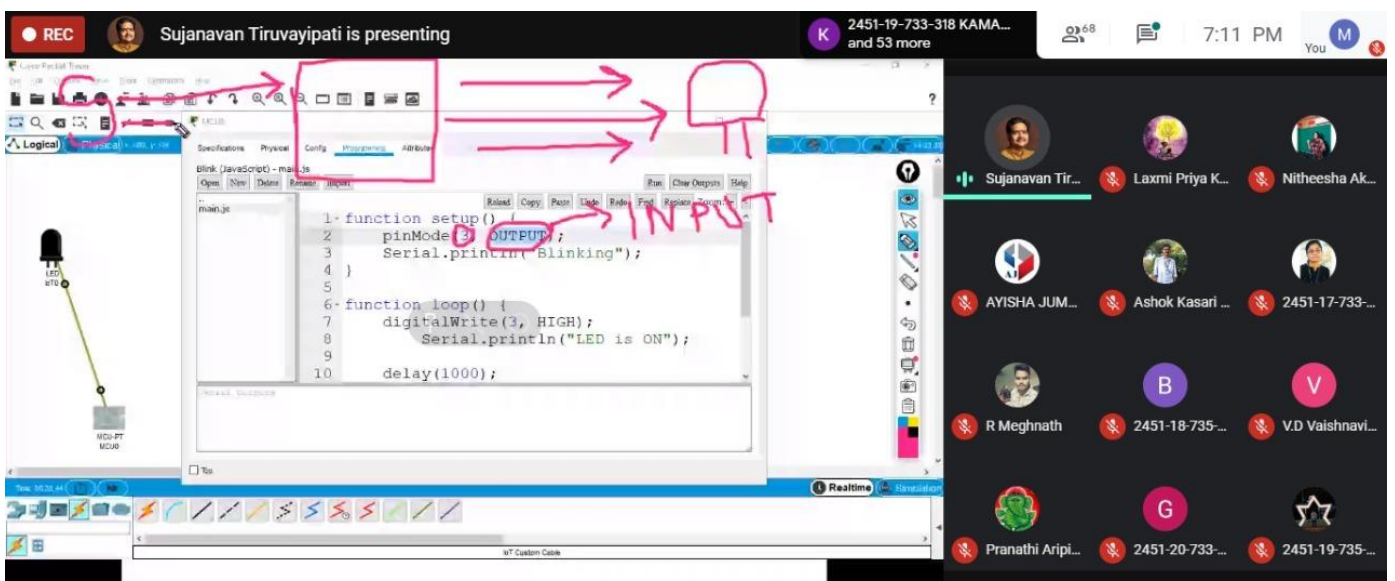 REC
Sujanavan Tiruvayipati is presenting
K
2451-19-733-318 KAMA...
and 53 more
68
7:11 PM
You
M
?
Logical
MCU0
Specifications Physical Config Programming Attributes
Blink (JavaScript) - main.js
Open New Delete Rename Import
Run Clear Outputs Help
main.js
Reload Copy Paste Undo Redo Find Replace Zoom: + -
INPUT
1 function setup() {
2 pinMode(3, OUTPUT);
3 Serial.println("Blinking");
4 }
5
6 function loop() {
7 digitalWrite(3, HIGH);
8 Serial.println("LED is ON");
9
10 delay(1000);
LED
IoT0
MCU-PT
MCU0
Top
Realtime
Simulation
IoT Custom Cable
Sujanavan Tir...
Laxmi Priya K...
Nitheesha Ak...
AYISHA JUM...
Ashok Kasari ...
2451-17-733-...
R Meghnath
B
2451-18-735-...
V
V.D Vaishnavi...
Pranathi Aripi...
G
2451-20-733-...
2451-19-735-...